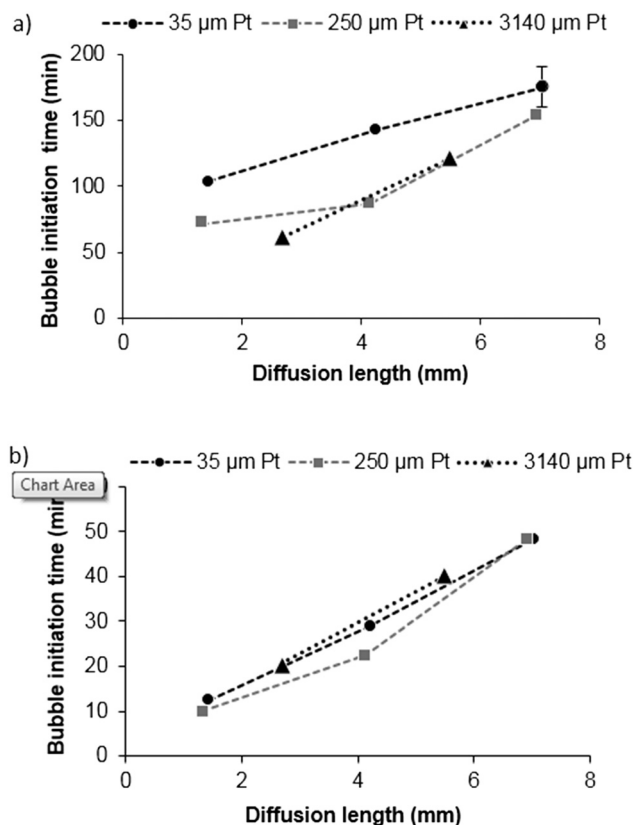 a)
35 µm Pt 250 µm Pt 3140 µm Pt
Bubble initiation time (min)
200
150
100
50
0
0 2 4 6 8
Diffusion length (mm)
b)
35 µm Pt 250 µm Pt 3140 µm Pt
Chart Area
Bubble initiation time
50
40
30
20
10
0
0 2 4 6 8
Diffusion length (mm)